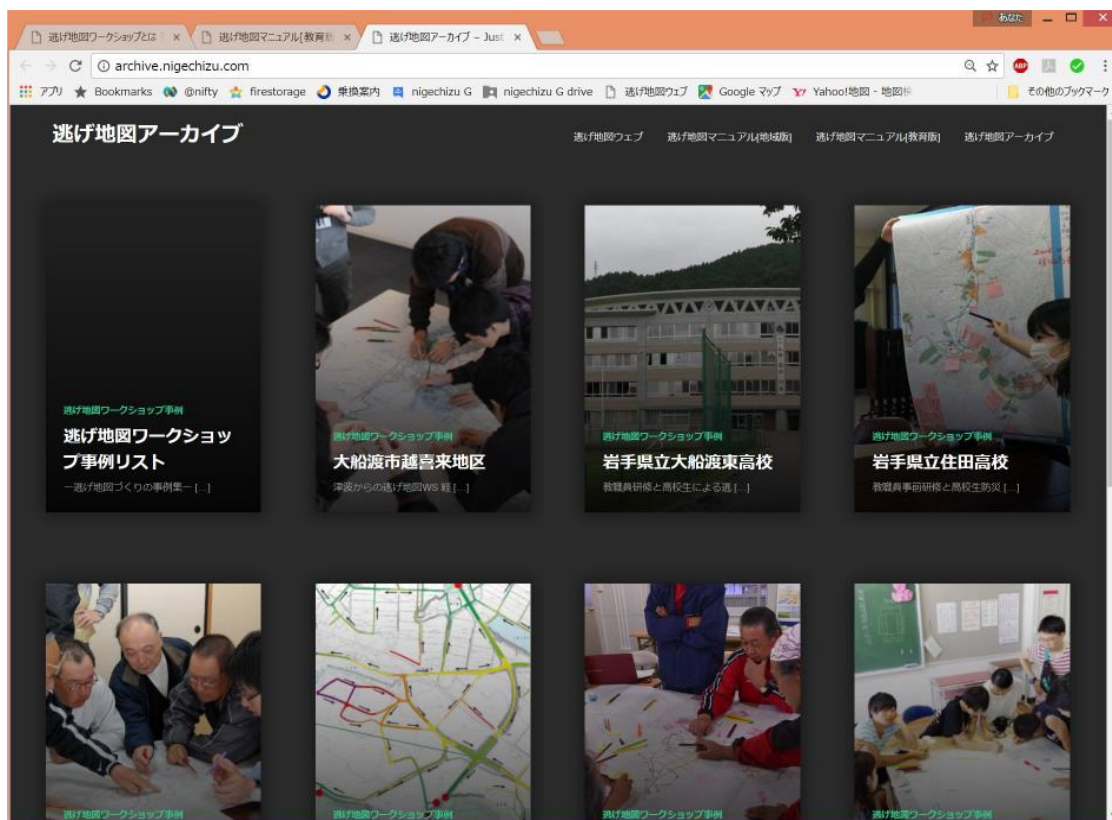 あなた
逃げ地図ワークショップとは
逃げ地図マニュアル[教育版
逃げ地図アーカイブ – Just
archive.nigechizu.com
ABP
アプリ
Bookmarks
@nifty
firestorage
乗換案内
nigechizu G
nigechizu G drive
逃げ地図ウェブ
Google マップ
Yahoo!地図 - 地図
その他のブックマーク
逃げ地図アーカイブ
逃げ地図ウェブ
逃げ地図マニュアル[地域版]
逃げ地図マニュアル[教育版]
逃げ地図アーカイブ
逃げ地図ワークショップ事例
逃げ地図ワークショッ
プ事例リスト
―逃げ地図づくりの事例集― [...]
逃げ地図ワークショップ事例
大船渡市越喜来地区
津波からの逃げ地図WS 経 [...]
逃げ地図ワークショップ事例
岩手県立大船渡東高校
教職員研修と高校生による逃 [...]
逃げ地図ワークショップ事例
岩手県立住田高校
教職員事前研修と高校生防災 [...]
逃げ地図ワークショップ事例
逃げ地図ワークショップ事例
逃げ地図ワークショップ事例
逃げ地図ワークショップ事例